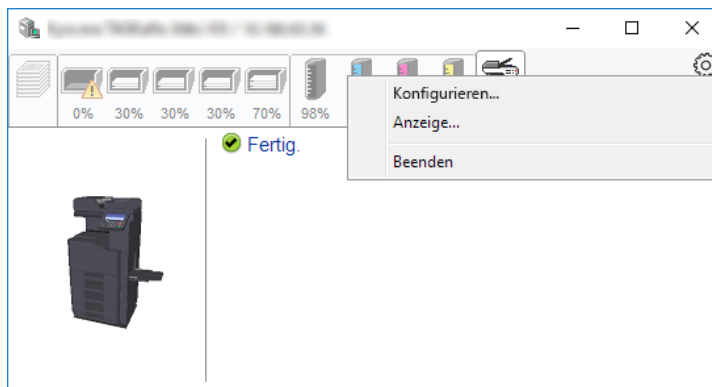 0% 30% 30% 30% 70% 98%
Konfigurieren...
Anzeige...
Beenden
Fertig.